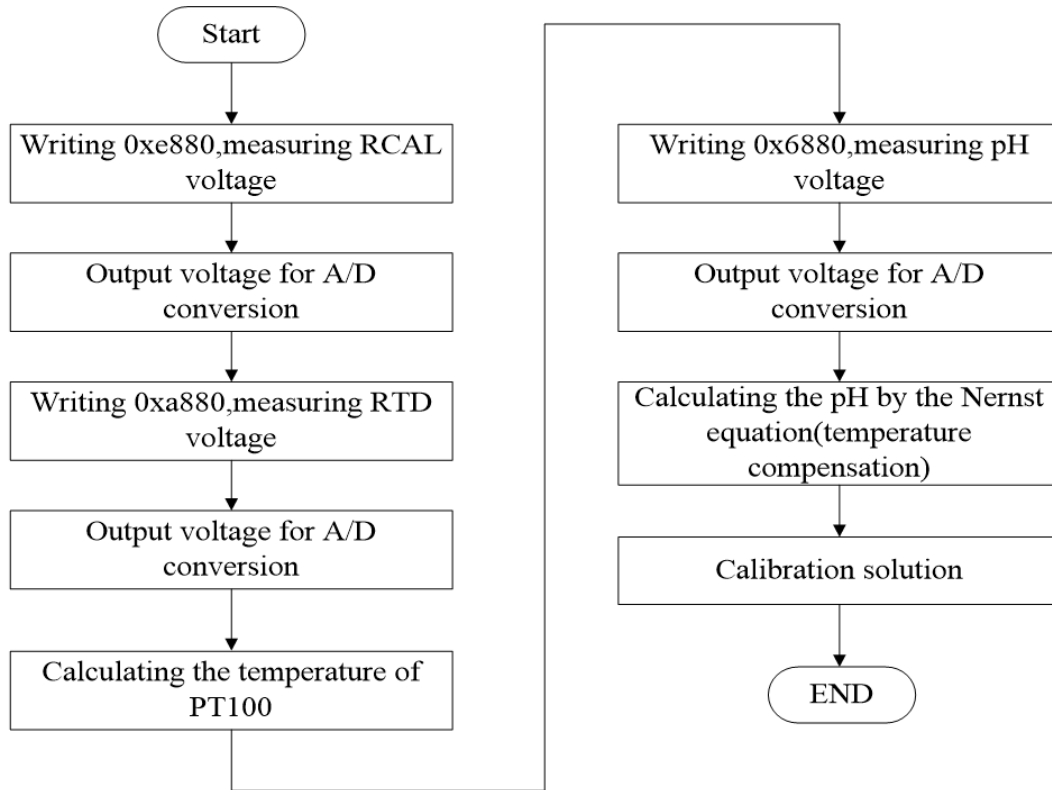 Start
Writing 0xe880,measuring RCAL
voltage
Output voltage for A/D
conversion
Writing 0xa880,measuring RTD
voltage
Output voltage for A/D
conversion
Calculating the temperature of
PT100
Writing 0x6880,measuring pH
voltage
Output voltage for A/D
conversion
Calculating the pH by the Nernst
equation(temperature
compensation)
Calibration solution
END